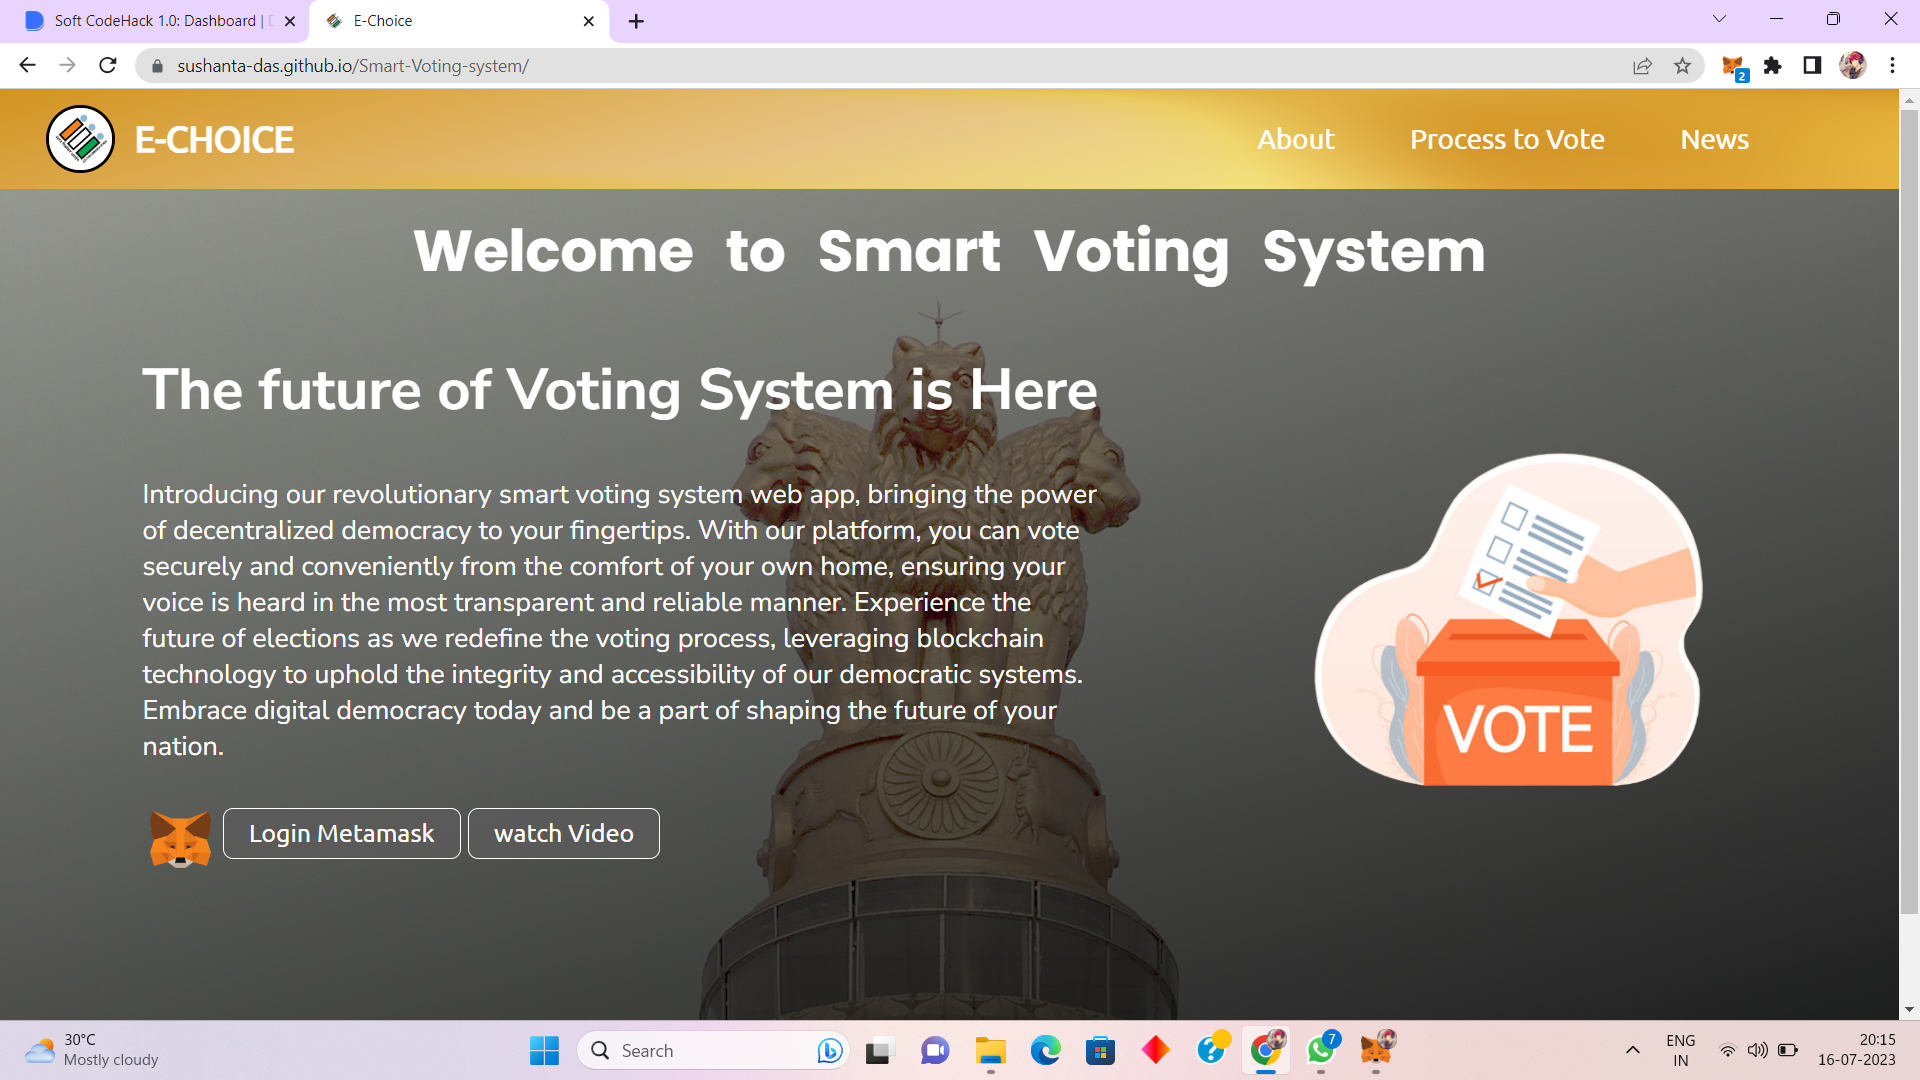 Soft CodeHack 1.0: Dashboard |
E-Choice
sushanta-das.github.io/Smart-Voting-system/
2
E-CHOICE
About
Process to Vote
News
Welcome to Smart Voting System
The future of Voting System is Here
Introducing our revolutionary smart voting system web app, bringing the power
of decentralized democracy to your fingertips. With our platform, you can vote
securely and conveniently from the comfort of your own home, ensuring your
voice is heard in the most transparent and reliable manner. Experience the
future of elections as we redefine the voting process, leveraging blockchain
technology to uphold the integrity and accessibility of our democratic systems.
Embrace digital democracy today and be a part of shaping the future of your
nation.
VOTE
Login Metamask
watch Video
30°C
Mostly cloudy
Search
7
ENG
IN
20:15
16-07-2023